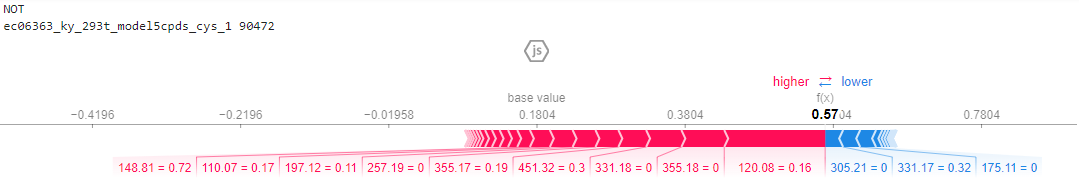 NOT
ec06363_ky_293t_model5cpds_cys_1 90472
js
higher ⇄ lower
base value f(x)
−0.4196 −0.2196 −0.01958 0.1804 0.3804 0.5704 0.7804
148.81 = 0.72 110.07 = 0.17 197.12 = 0.11 257.19 = 0 355.17 = 0.19 451.32 = 0.3 331.18 = 0 355.18 = 0 120.08 = 0.16 305.21 = 0 331.17 = 0.32 175.11 = 0